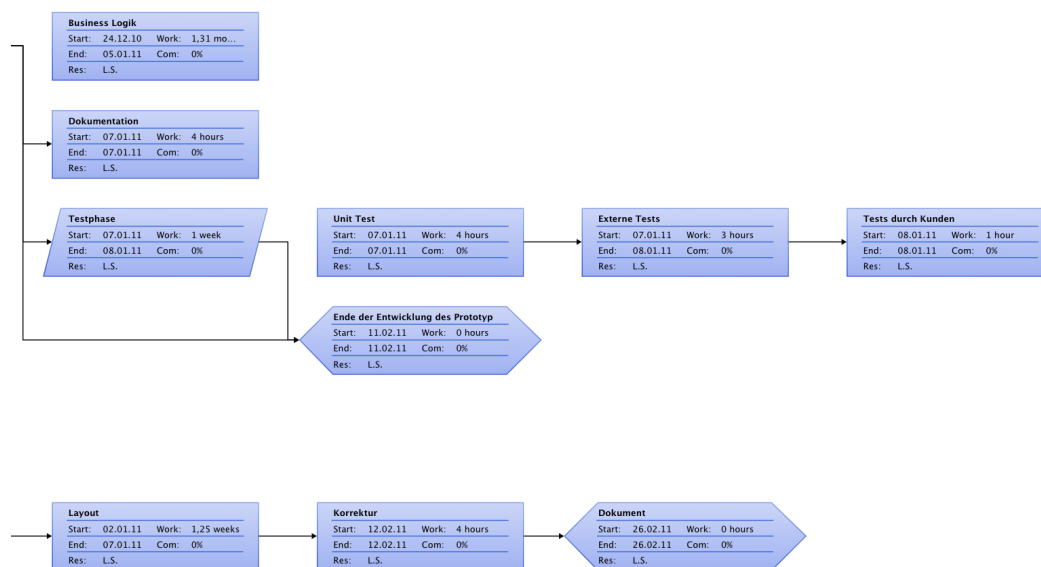 Business Logik
Start: 24.12.10 Work: 1,31 mo...
End: 05.01.11 Com: 0%
Res: L.S.
Dokumentation
Start: 07.01.11 Work: 4 hours
End: 07.01.11 Com: 0%
Res: L.S.
Testphase
Start: 07.01.11 Work: 1 week
End: 08.01.11 Com: 0%
Res: L.S.
Unit Test
Start: 07.01.11 Work: 4 hours
End: 07.01.11 Com: 0%
Res: L.S.
Externe Tests
Start: 07.01.11 Work: 3 hours
End: 08.01.11 Com: 0%
Res: L.S.
Tests durch Kunden
Start: 08.01.11 Work: 1 hour
End: 08.01.11 Com: 0%
Res: L.S.
Ende der Entwicklung des Prototyp
Start: 11.02.11 Work: 0 hours
End: 11.02.11 Com: 0%
Res: L.S.
Layout
Start: 02.01.11 Work: 1,25 weeks
End: 07.01.11 Com: 0%
Res: L.S.
Korrektur
Start: 12.02.11 Work: 4 hours
End: 12.02.11 Com: 0%
Res: L.S.
Dokument
Start: 26.02.11 Work: 0 hours
End: 26.02.11 Com: 0%
Res: L.S.